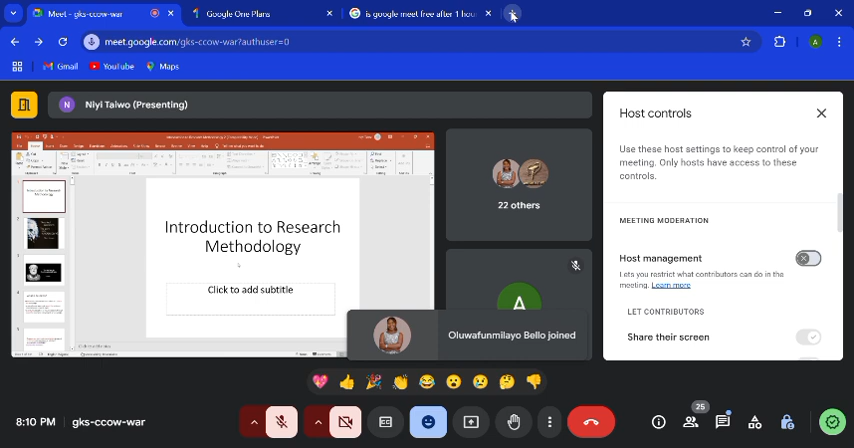 Meet - gks-ccow-war
Google One Plans
is google meet free after 1 hour
meet.google.com/gks-ccow-war?authuser=0
A
Gmail
YouTube
Maps
N
Niyi Taiwo (Presenting)
Introduction to Research
Methodology
Click to add subtitle
22 others
A
Oluwafunmilayo Bello joined
Host controls
Use these host settings to keep control of your
meeting. Only hosts have access to these
controls.
MEETING MODERATION
Host management
Lets you restrict what contributors can do in the
meeting. Learn more
LET CONTRIBUTORS
Share their screen
8:10 PM
gks-ccow-war
CC
25